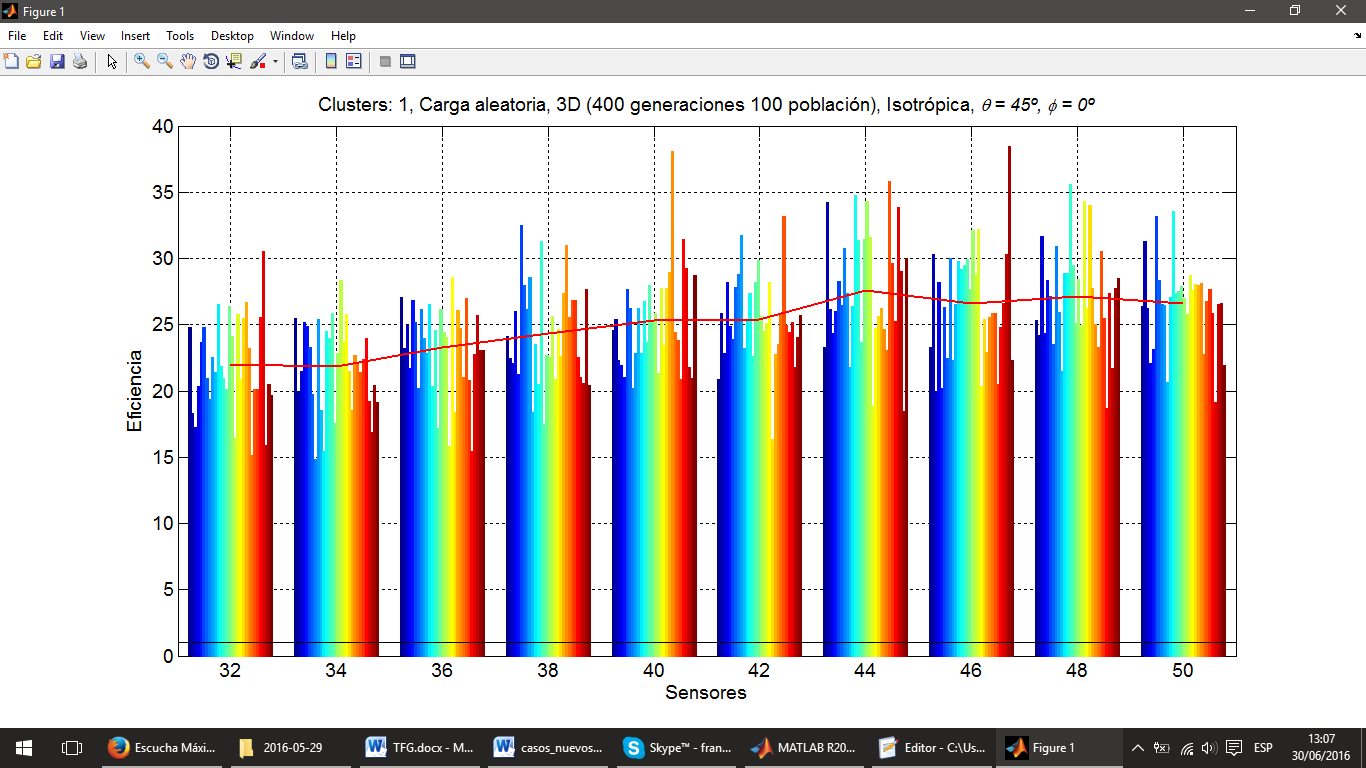 Figure 1
File Edit View Insert Tools Desktop Window Help
Clusters: 1, Carga aleatoria, 3D (400 generaciones 100 población), Isotrópica, θ = 45º, ϕ = 0º
40
35
30
25
20
15
10
5
0
Eficiencia
32 34 36 38 40 42 44 46 48 50
Sensores
Escucha Máxi... 2016-05-29 TFG.docx - M... casos_nuevos... Skype™ - fran... MATLAB R20... Editor - C:\Us... Figure 1 ESP 13:07
30/06/2016